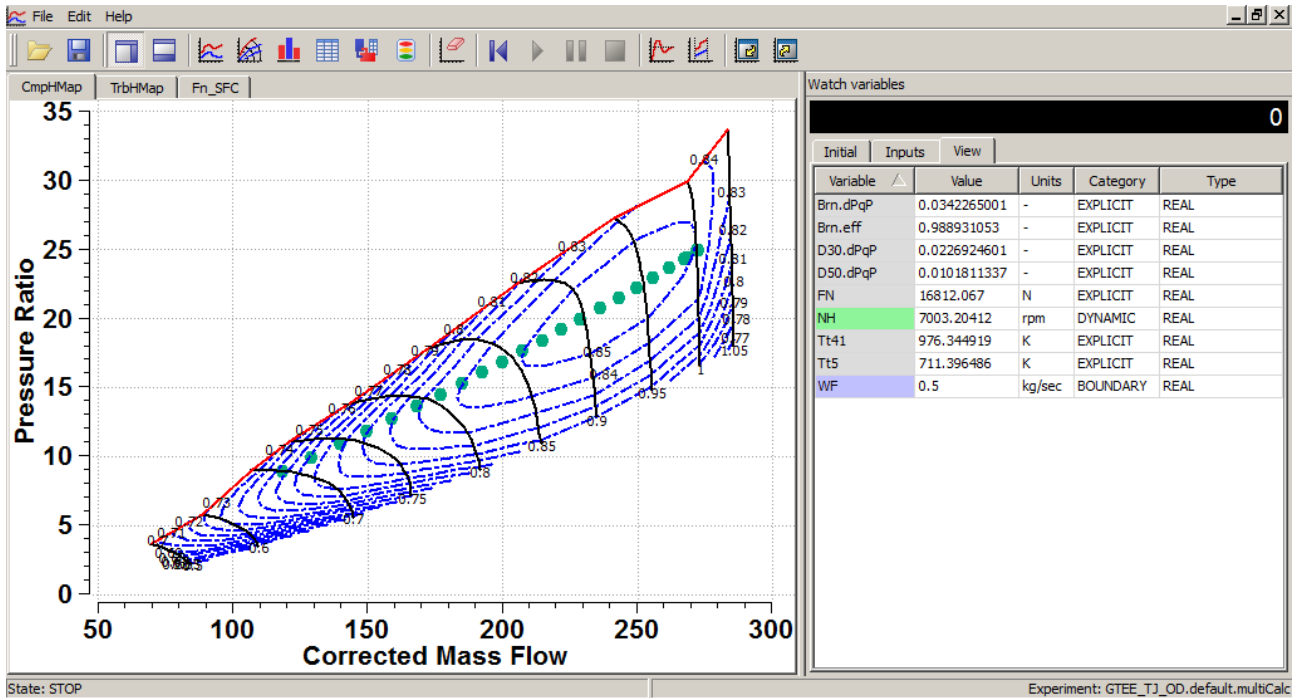 File Edit Help
CmpHMap TrbHMap Fn_SFC
Watch variables
0
Initial Inputs View
Variable Value Units Category Type
Brn.dPqP 0.0342265001 - EXPLICIT REAL
Brn.eff 0.988931053 - EXPLICIT REAL
D30.dPqP 0.0226924601 - EXPLICIT REAL
D50.dPqP 0.0101811337 - EXPLICIT REAL
FN 16812.067 N EXPLICIT REAL
NH 7003.20412 rpm DYNAMIC REAL
Tt41 976.344919 K EXPLICIT REAL
Tt5 711.396486 K EXPLICIT REAL
WF 0.5 kg/sec BOUNDARY REAL
Pressure Ratio
35
30
25
20
15
10
5
0
0.84
0.83
0.82
0.81
0.8
0.79
0.78
0.77
1.05
1
0.95
0.9
0.85
0.8
0.75
0.7
0.6
0.85
0.84
0.83
0.82
0.81
0.8
0.79
0.78
0.77
0.76
0.75
0.74
0.73
0.72
0.71
50 100 150 200 250 300
Corrected Mass Flow
State: STOP
Experiment: GTEE_TJ_OD.default.multiCalc